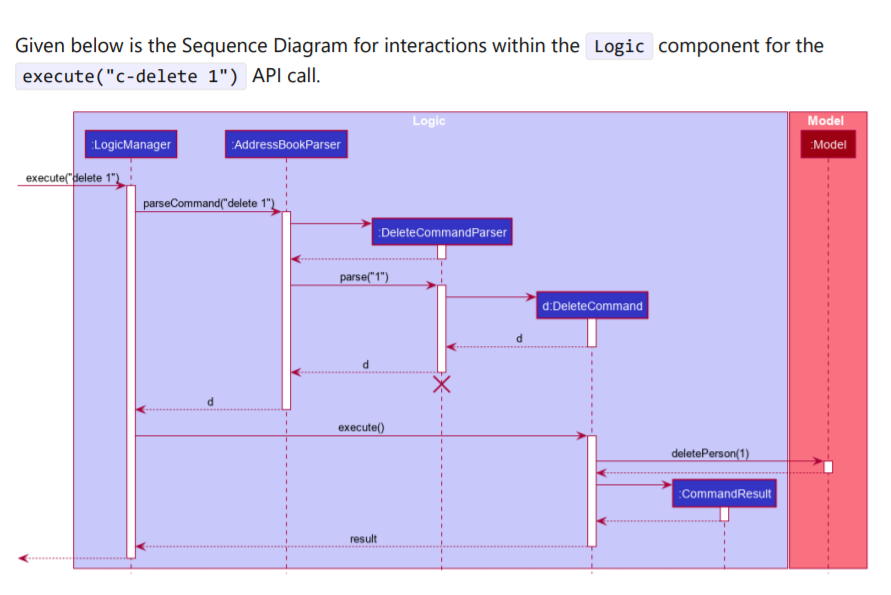 Given below is the Sequence Diagram for interactions within the Logic component for the
execute("c-delete 1") API call.
Logic
Model
:LogicManager
:AddressBookParser
:Model
execute("delete 1")
parseCommand("delete 1")
:DeleteCommandParser
parse("1")
d:DeleteCommand
d
d
d
execute()
deletePerson(1)
:CommandResult
result